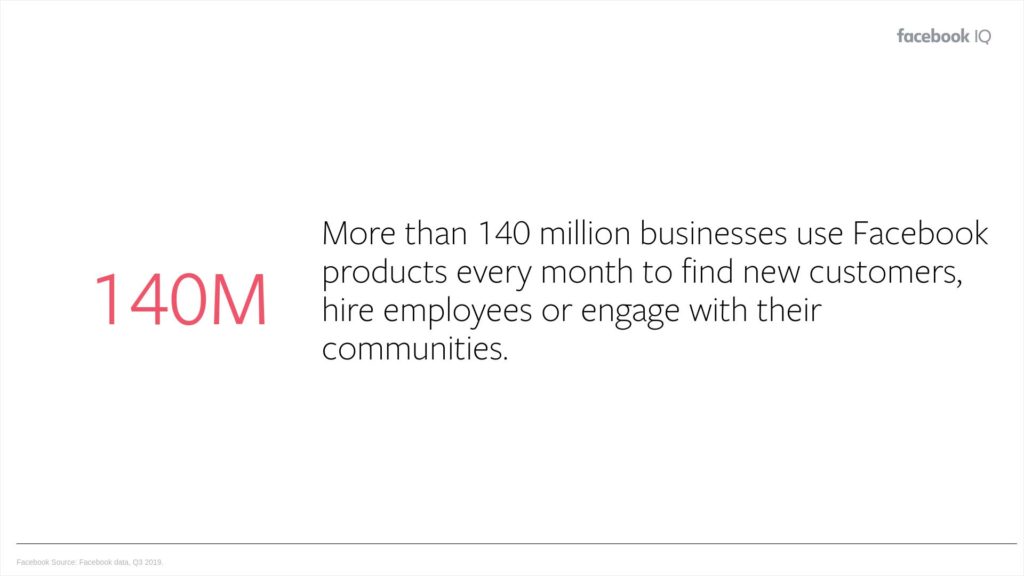 facebook IQ
140M
More than 140 million businesses use Facebook
products every month to find new customers,
hire employees or engage with their
communities.
Facebook Source: Facebook data, Q3 2019.